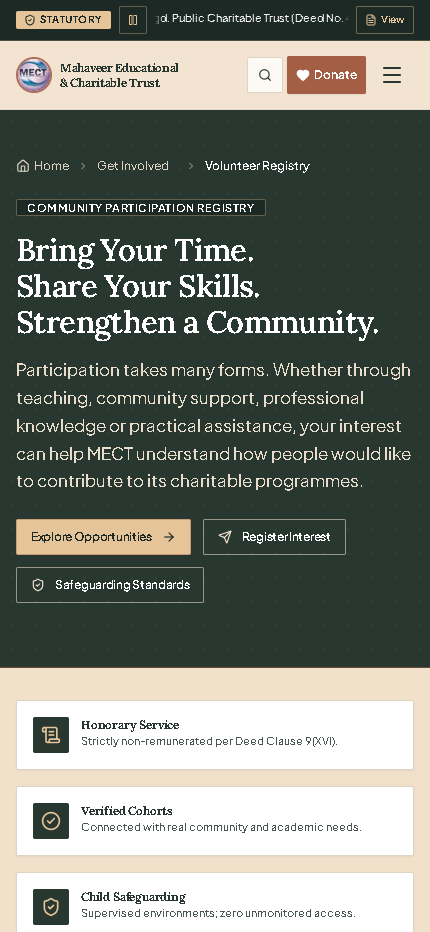 STATUTORY
gd. Public Charitable Trust (Deed No.
View
MECT
Mahaveer Educational
& Charitable Trust
Donate
Home
Get Involved
Volunteer Registry
COMMUNITY PARTICIPATION REGISTRY
Bring Your Time.
Share Your Skills.
Strengthen a Community.
Participation takes many forms. Whether through
teaching, community support, professional
knowledge or practical assistance, your interest
can help MECT understand how people would like
to contribute to its charitable programmes.
Explore Opportunities
Register Interest
Safeguarding Standards
Honorary Service
Strictly non-remunerated per Deed Clause 9(XVI).
Verified Cohorts
Connected with real community and academic needs.
Child Safeguarding
Supervised environments; zero unmonitored access.